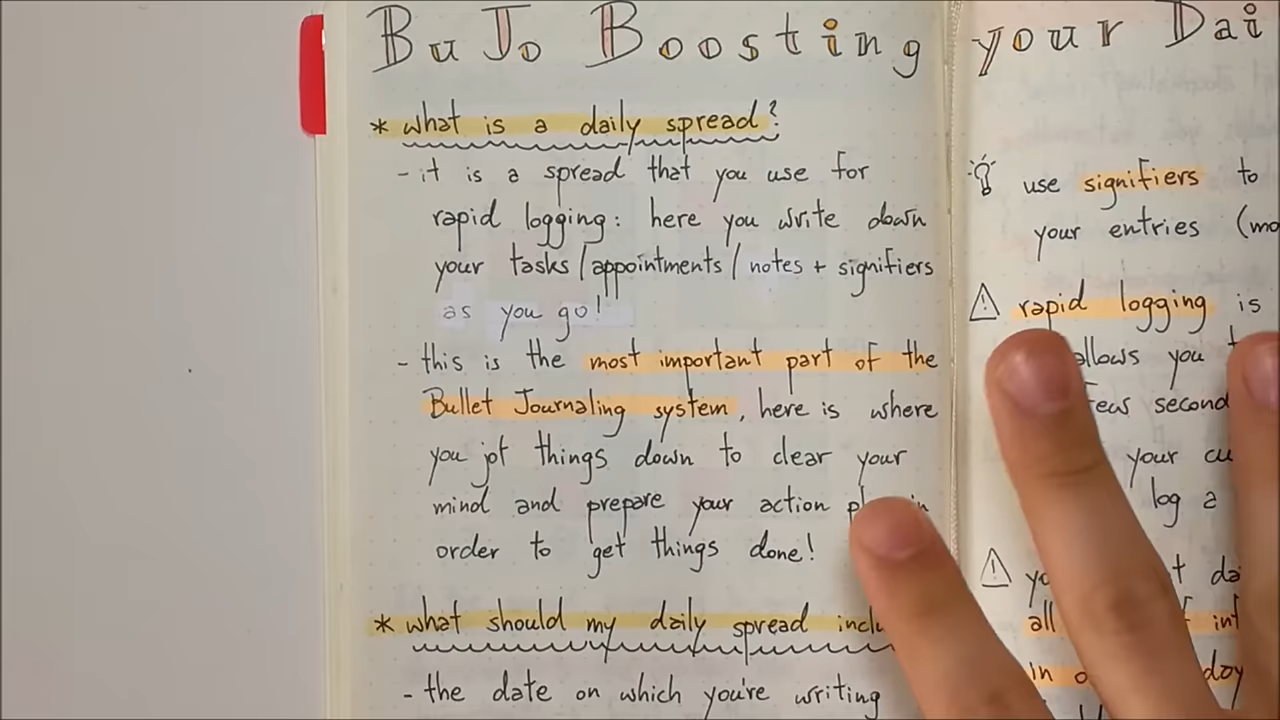 BuJo Boosting your Dai
* what is a daily spread?
- it is a spread that you use for
rapid logging: here you write down
your tasks/appointments/notes + signifiers
as you go!
- this is the most important part of the
Bullet Journaling system, here is where
you jot things down to clear your
mind and prepare your action in
order to get things done!
* what should my daily spread
- the date on which you're writing
use signifiers to
your entries
rapid logging is
allows you
few second
your
log a
all
in